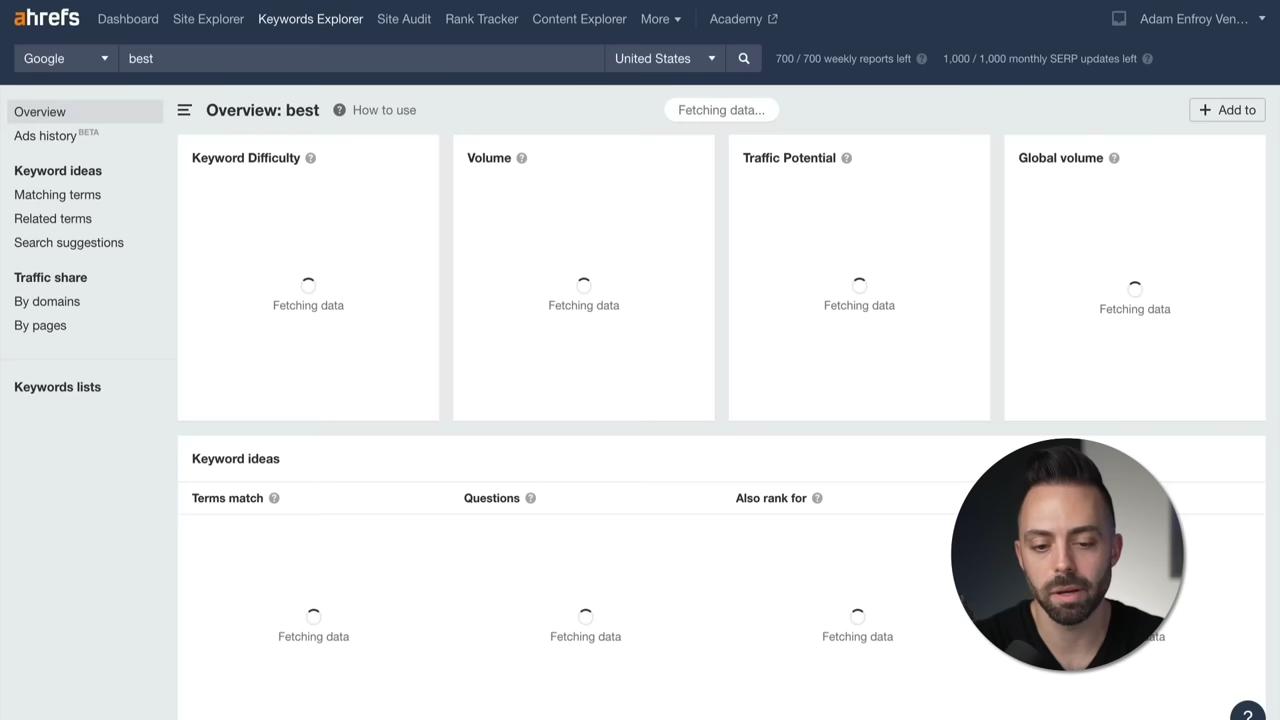 ahrefs Dashboard Site Explorer Keywords Explorer Site Audit Rank Tracker Content Explorer More Academy Adam Enfroy Ven...
Google best United States 700 / 700 weekly reports left ? 1,000 / 1,000 monthly SERP updates left ?
Overview
Ads history BETA
Keyword ideas
Matching terms
Related terms
Search suggestions
Traffic share
By domains
By pages
Keywords lists
Overview: best ? How to use Fetching data... + Add to
Keyword Difficulty ? Volume ? Traffic Potential ? Global volume ?
Fetching data Fetching data Fetching data Fetching data
Keyword ideas
Terms match ? Questions ? Also rank for ?
Fetching data Fetching data Fetching data ata
?